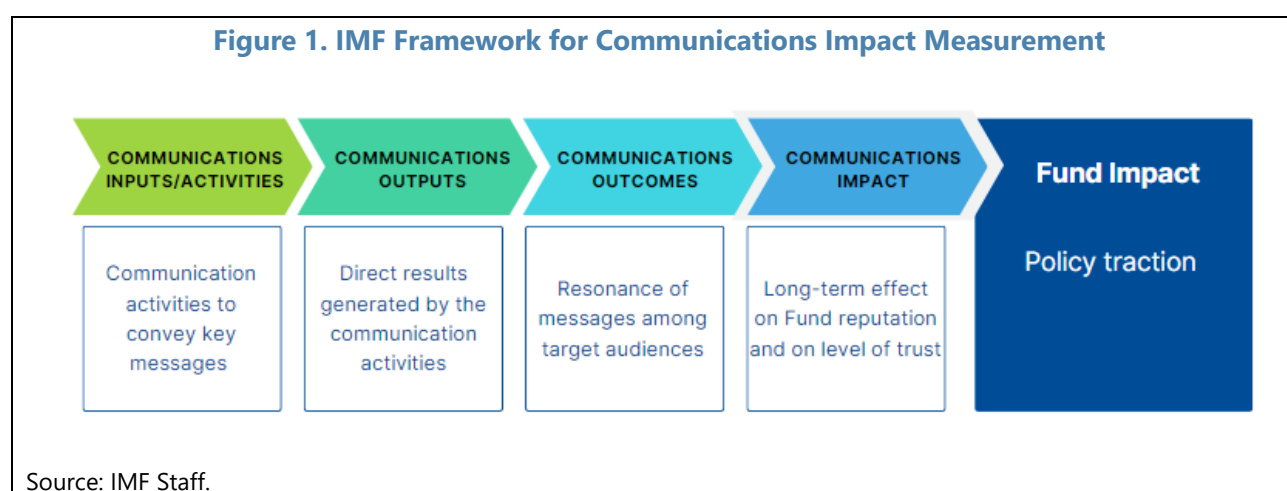 Figure 1. IMF Framework for Communications Impact Measurement
COMMUNICATIONS
INPUTS/ACTIVITIES
Communication
activities to
convey key
messages
COMMUNICATIONS
OUTPUTS
Direct results
generated by the
communication
activities
COMMUNICATIONS
OUTCOMES
Resonance of
messages among
target audiences
COMMUNICATIONS
IMPACT
Long-term effect
on Fund reputation
and on level of trust
Fund Impact
Policy traction
Source: IMF Staff.